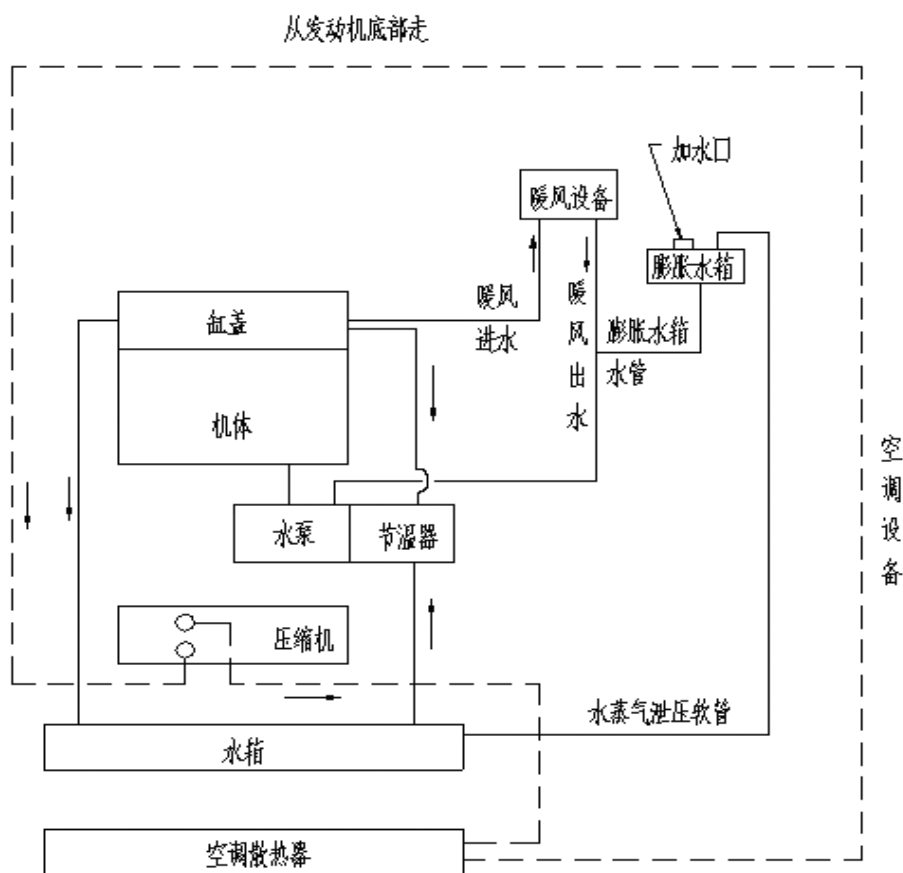 从发动机底部走
加水口
暖风设备
膨胀水箱
缸盖
暖风
进水
暖风出水
膨胀水箱
水管
机体
空调设备
水泵
节温器
压缩机
水蒸气泄压软管
水箱
空调散热器